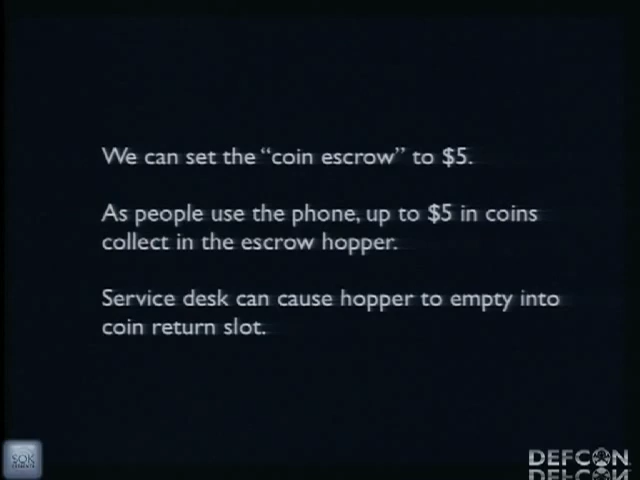 We can set the “coin escrow” to $5.
As people use the phone, up to $5 in coins
collect in the escrow hopper.
Service desk can cause hopper to empty into
coin return slot.
SOK
DEFCON